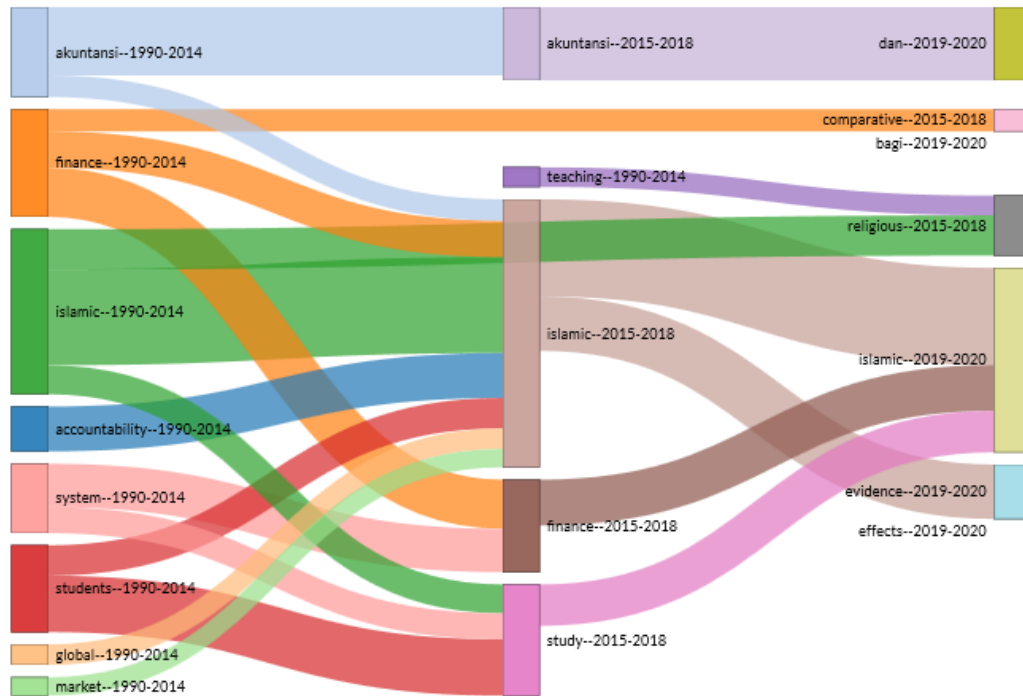 akuntansi--1990-2014
finance--1990-2014
islamic--1990-2014
accountability--1990-2014
system--1990-2014
students--1990-2014
global--1990-2014
market--1990-2014
akuntansi--2015-2018
teaching--1990-2014
islamic--2015-2018
finance--2015-2018
study--2015-2018
dan--2019-2020
comparative--2015-2018
bagi--2019-2020
religious--2015-2018
islamic--2019-2020
evidence--2019-2020
effects--2019-2020